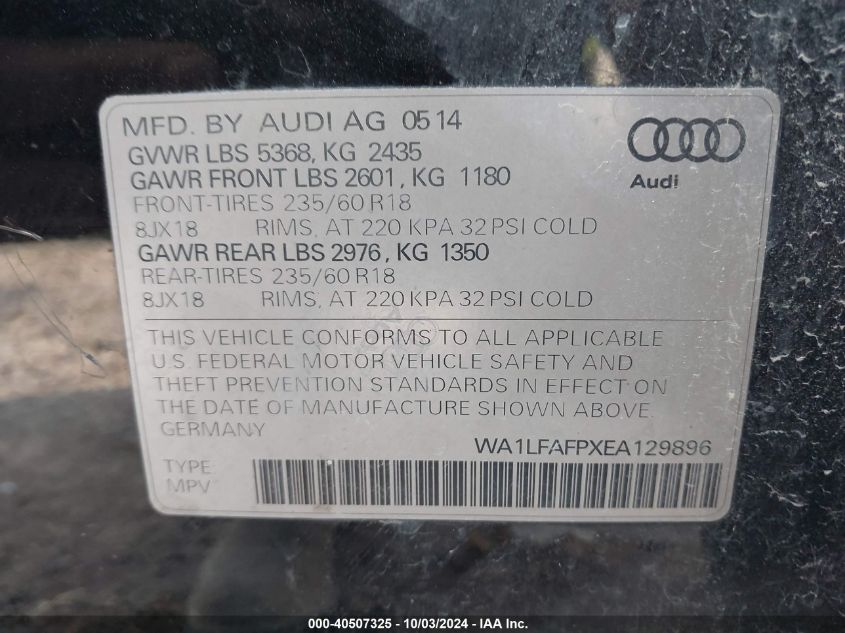 MFD. BY AUDI AG 0514
GVWR LBS 5368, KG 2435
GAWR FRONT LBS 2601, KG 1180
FRONT-TIRES 235/60 R18
8JX18 RIMS, AT 220 KPA 32 PSI COLD
GAWR REAR LBS 2976, KG 1350
REAR-TIRES 235/60 R18
8JX18 RIMS, AT 220 KPA 32 PSI COLD
Audi
THIS VEHICLE CONFORMS TO ALL APPLICABLE
U.S. FEDERAL MOTOR VEHICLE SAFETY AND
THEFT PREVENTION STANDARDS IN EFFECT ON
THE DATE OF MANUFACTURE SHOWN ABOVE.
GERMANY
WA1LFAFPXEA129896
TYPE:
MPV
000-40507325 - 10/03/2024 - IAA Inc.